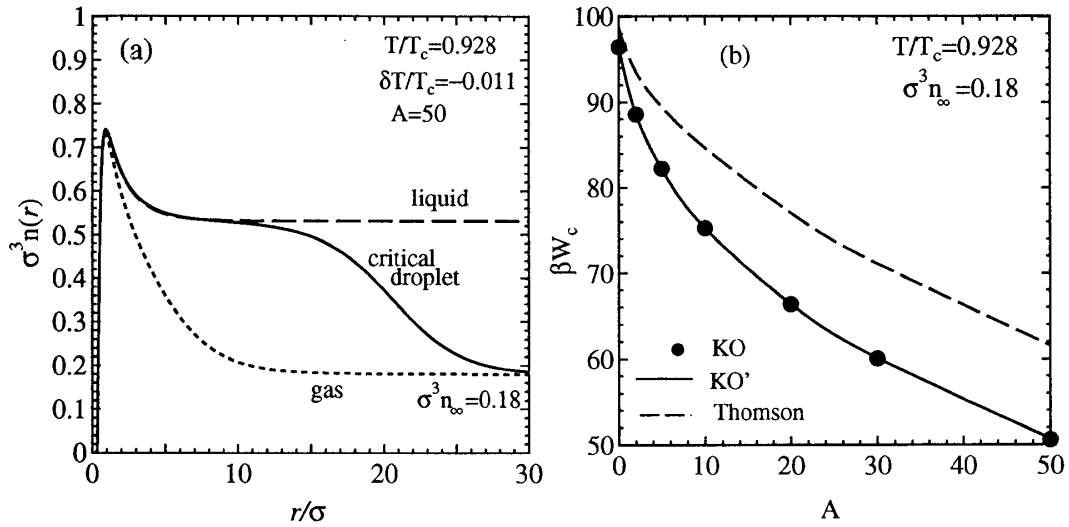 (a)
T/Tc=0.928
δT/Tc=−0.011
A=50
liquid
critical
droplet
gas
σ³n∞=0.18
σ³n(r)
1
0.9
0.8
0.7
0.6
0.5
0.4
0.3
0.2
0.1
0
0 10 20 30
r/σ
(b)
T/Tc=0.928
σ³n∞=0.18
βWc
100
90
80
70
60
50
KO
KO'
Thomson
0 10 20 30 40 50
A